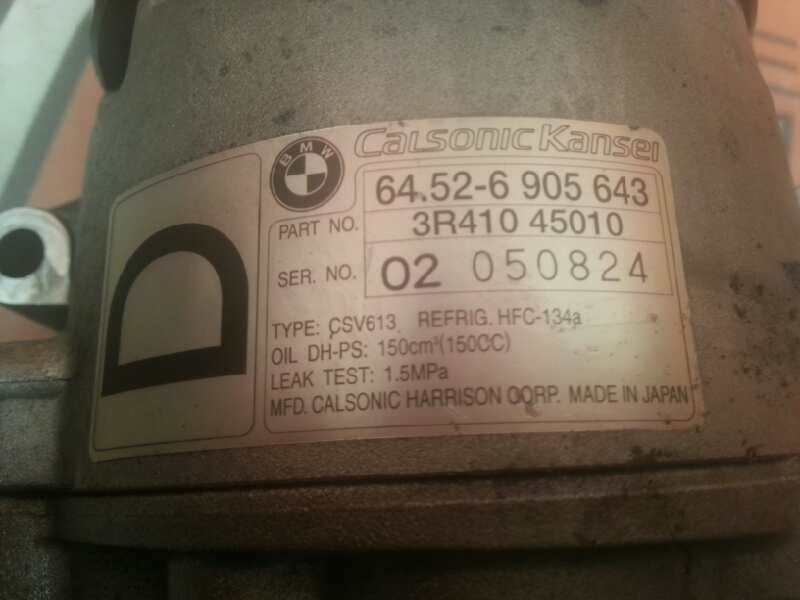 D
BMW
Calsonic Kansei
64.52-6 905 643
PART NO. 3R410 45010
SER. NO. 02 050824
TYPE: CSV613 REFRIG. HFC-134a
OIL DH-PS: 150cm³(150CC)
LEAK TEST: 1.5MPa
MFD. CALSONIC HARRISON CORP. MADE IN JAPAN